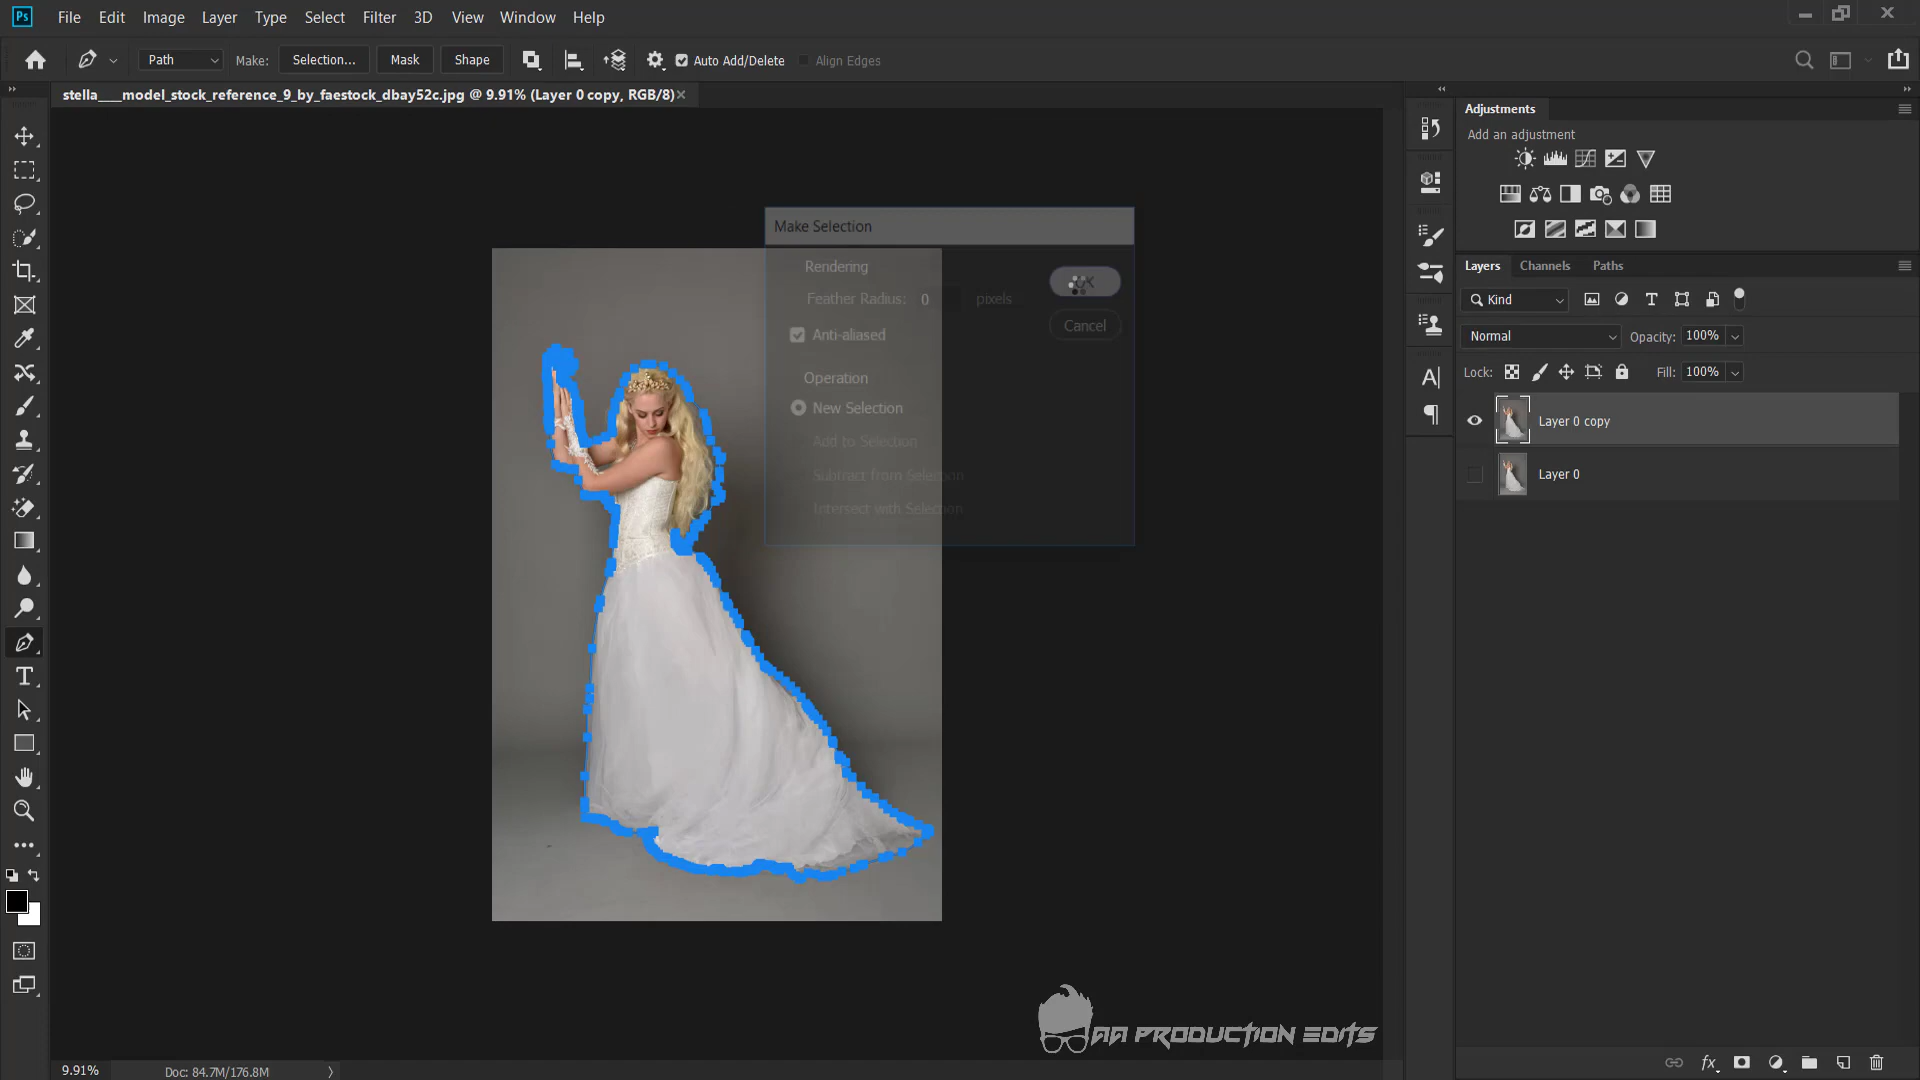 Ps File Edit Image Layer Type Select Filter 3D View Window Help
Path Make: Selection... Mask Shape Auto Add/Delete Align Edges
stella___model_stock_reference_9_by_faestock_dbay52c.jpg @ 9.91% (Layer 0 copy, RGB/8)
Adjustments
Add an adjustment
Make Selection
Rendering
OK
Feather Radius: 0 pixels
Cancel
Anti-aliased
Operation
New Selection
Add to Selection
Subtract from Selection
Intersect with Selection
Layers Channels Paths
Kind
Normal Opacity: 100%
Lock: Fill: 100%
Layer 0 copy
Layer 0
AA PRODUCTION EDITS
9.91% Doc: 84.7M/176.8M